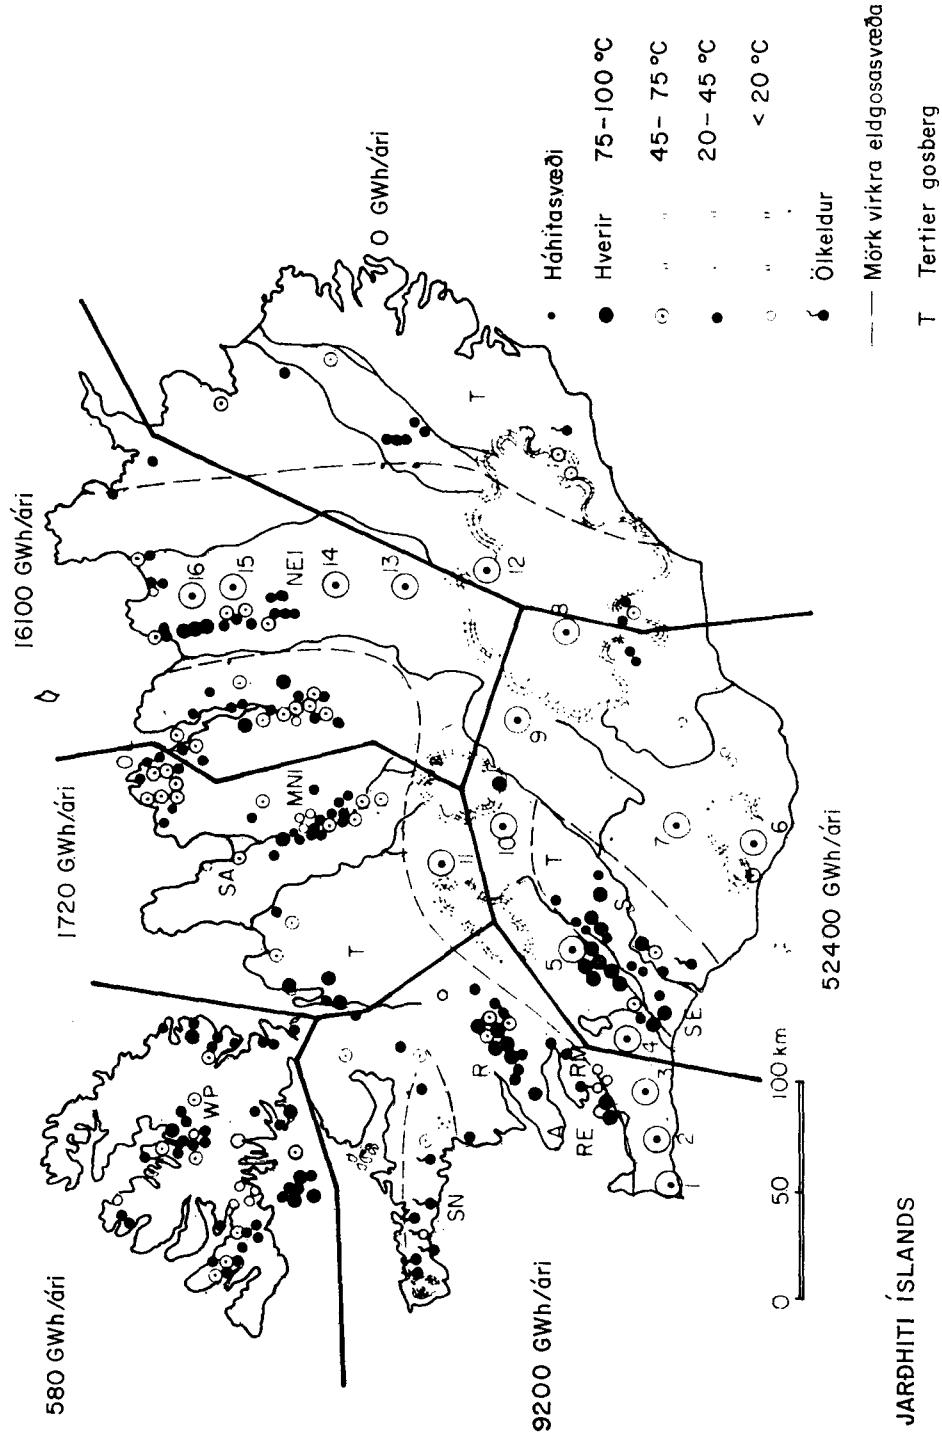 580 GWh/ári
1720 GWh/ári
16100 GWh/ári
0 GWh/ári
9200 GWh/ári
52400 GWh/ári
WP
SA
MNI
NEI
SN
R
A
RM
RE
SE
S
T
T
T
1
2
3
4
5
6
7
8
9
10
11
12
13
14
15
16
0 50 100 km
• Háhitasvæði
Hverir 75-100 °C
" " 45-75 °C
" " 20-45 °C
" " < 20 °C
Ölkeldur
Mörk virkra eldgosasvæða
T Tertier gosberg
JARÐHITI ÍSLANDS